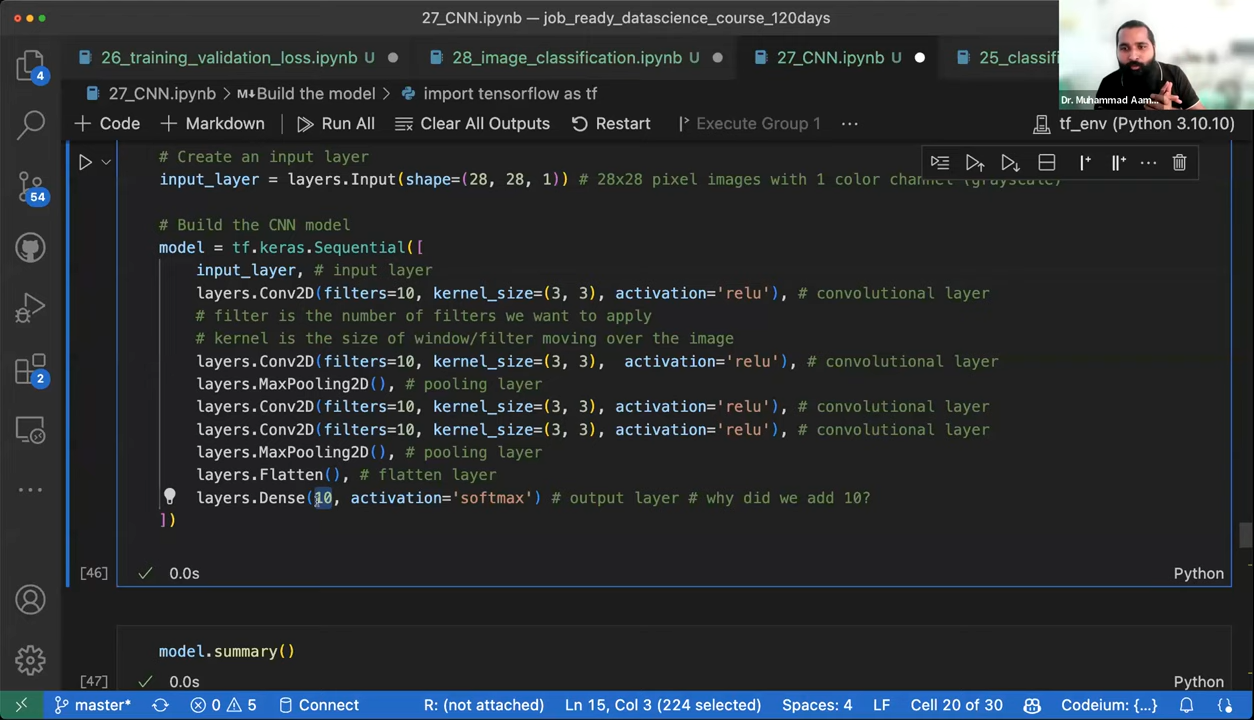 27_CNN.ipynb — job_ready_datascience_course_120days
26_training_validation_loss.ipynb U
28_image_classification.ipynb U
27_CNN.ipynb U
25_classifi
Dr. Muhammad Aam...
27_CNN.ipynb > M↓Build the model > import tensorflow as tf
+ Code + Markdown Run All Clear All Outputs Restart Execute Group 1 ...
tf_env (Python 3.10.10)
# Create an input layer
input_layer = layers.Input(shape=(28, 28, 1)) # 28x28 pixel images with 1 color channel (grayscale)
# Build the CNN model
model = tf.keras.Sequential([
input_layer, # input layer
layers.Conv2D(filters=10, kernel_size=(3, 3), activation='relu'), # convolutional layer
# filter is the number of filters we want to apply
# kernel is the size of window/filter moving over the image
layers.Conv2D(filters=10, kernel_size=(3, 3),  activation='relu'), # convolutional layer
layers.MaxPooling2D(), # pooling layer
layers.Conv2D(filters=10, kernel_size=(3, 3), activation='relu'), # convolutional layer
layers.Conv2D(filters=10, kernel_size=(3, 3), activation='relu'), # convolutional layer
layers.MaxPooling2D(), # pooling layer
layers.Flatten(), # flatten layer
layers.Dense(10, activation='softmax') # output layer # why did we add 10?
])
[46] ✓ 0.0s Python
model.summary()
[47] ✓ 0.0s Python
4
54
2
master* 0 5 Connect R: (not attached) Ln 15, Col 3 (224 selected) Spaces: 4 LF Cell 20 of 30 Codeium: {...}